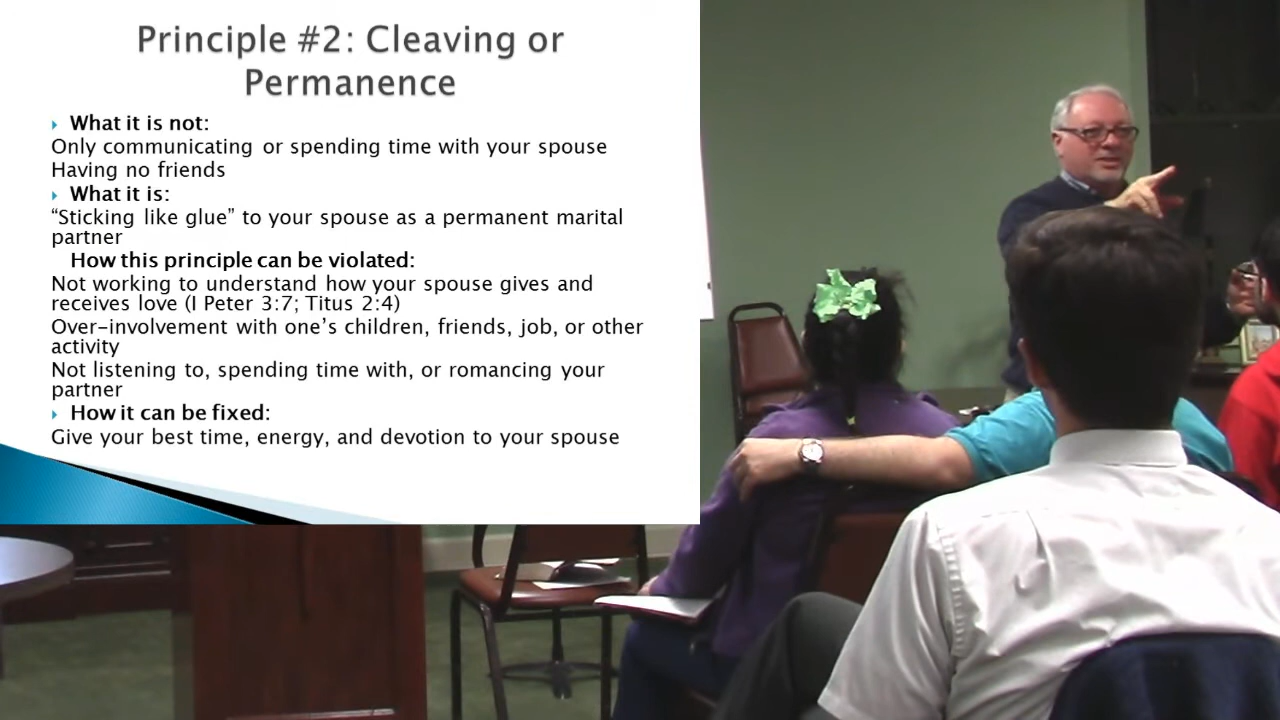 Principle #2: Cleaving or
Permanence
What it is not:
Only communicating or spending time with your spouse
Having no friends
What it is:
“Sticking like glue” to your spouse as a permanent marital
partner
How this principle can be violated:
Not working to understand how your spouse gives and
receives love (I Peter 3:7; Titus 2:4)
Over-involvement with one’s children, friends, job, or other
activity
Not listening to, spending time with, or romancing your
partner
How it can be fixed:
Give your best time, energy, and devotion to your spouse